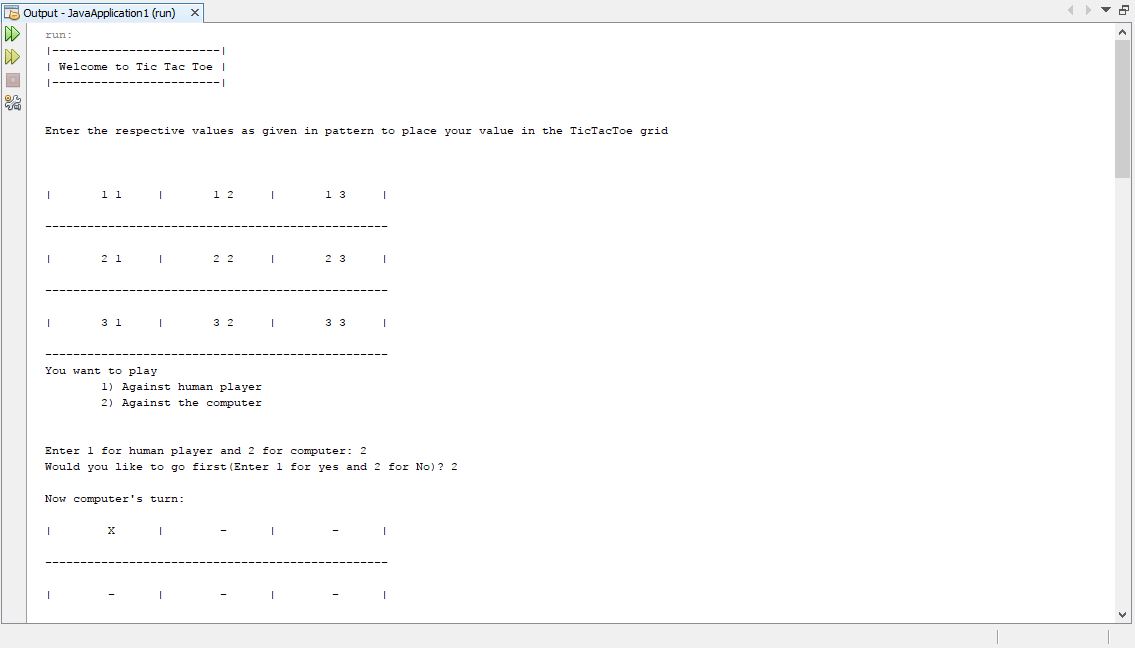 Output - JavaApplication1 (run)
run:
|------------------------|
| Welcome to Tic Tac Toe |
|------------------------|
Enter the respective values as given in pattern to place your value in the TicTacToe grid
| 1 1 | 1 2 | 1 3 |
-------------------------------------------------
| 2 1 | 2 2 | 2 3 |
-------------------------------------------------
| 3 1 | 3 2 | 3 3 |
-------------------------------------------------
You want to play
1) Against human player
2) Against the computer
Enter 1 for human player and 2 for computer: 2
Would you like to go first(Enter 1 for yes and 2 for No)? 2
Now computer's turn:
| X | - | - |
-------------------------------------------------
| - | - | - |